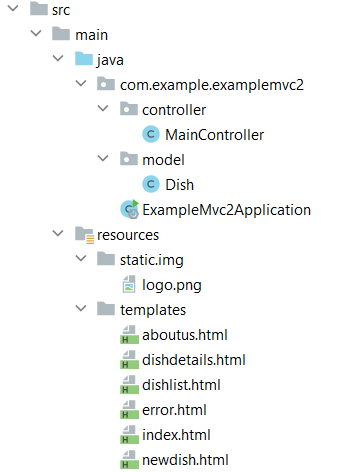 src
main
java
com.example.examplemvc2
controller
C MainController
model
C Dish
C ExampleMvc2Application
resources
static.img
logo.png
templates
H aboutus.html
H dishdetails.html
H dishlist.html
H error.html
H index.html
H newdish.html